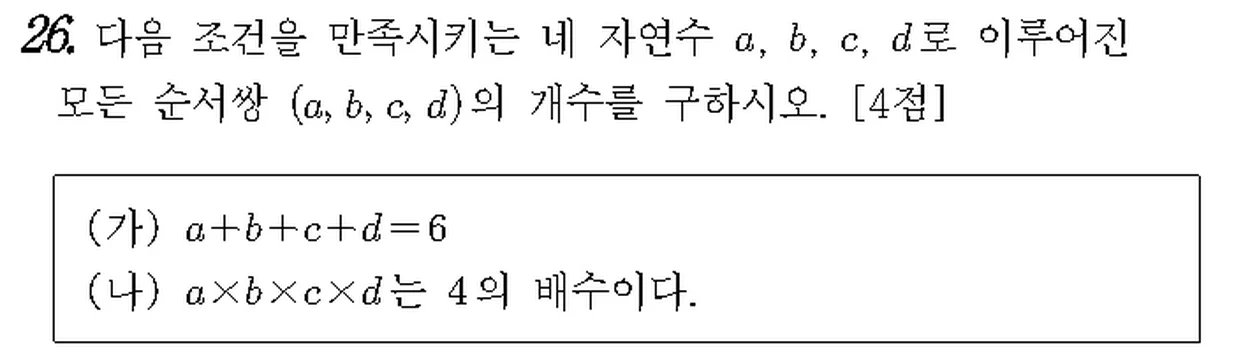 26. 다음 조건을 만족시키는 네 자연수 a, b, c, d로 이루어진
모든 순서쌍 (a, b, c, d)의 개수를 구하시오. [4점]
(가) a+b+c+d=6
(나) a×b×c×d는 4의 배수이다.